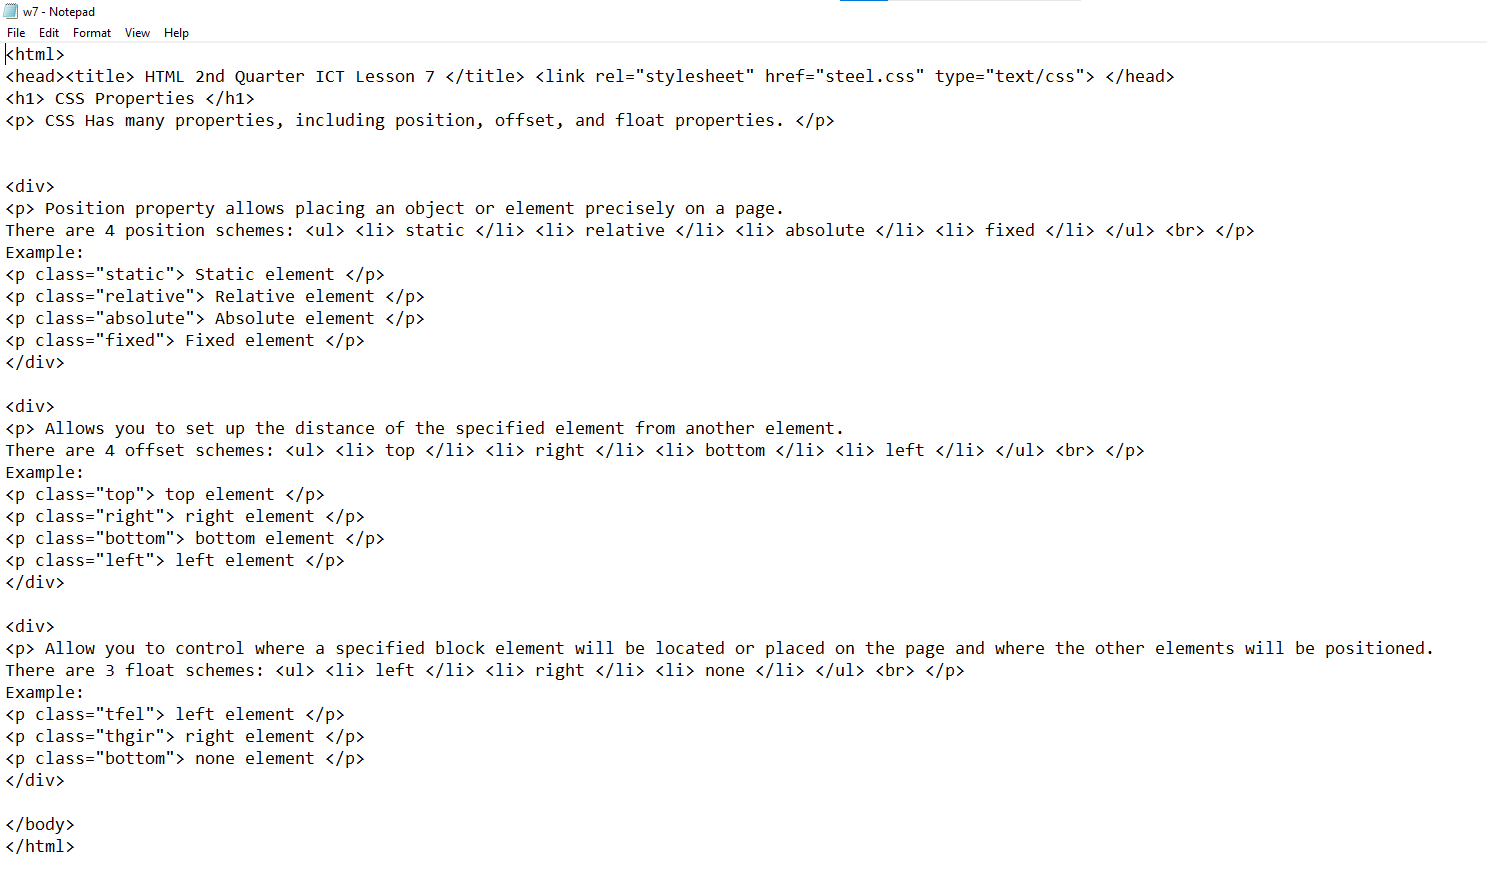 w7 - Notepad
File Edit Format View Help
<html>
<head><title> HTML 2nd Quarter ICT Lesson 7 </title> <link rel="stylesheet" href="steel.css" type="text/css"> </head>
<h1> CSS Properties </h1>
<p> CSS Has many properties, including position, offset, and float properties. </p>
<div>
<p> Position property allows placing an object or element precisely on a page.
There are 4 position schemes: <ul> <li> static </li> <li> relative </li> <li> absolute </li> <li> fixed </li> </ul> <br> </p>
Example:
<p class="static"> Static element </p>
<p class="relative"> Relative element </p>
<p class="absolute"> Absolute element </p>
<p class="fixed"> Fixed element </p>
</div>
<div>
<p> Allows you to set up the distance of the specified element from another element.
There are 4 offset schemes: <ul> <li> top </li> <li> right </li> <li> bottom </li> <li> left </li> </ul> <br> </p>
Example:
<p class="top"> top element </p>
<p class="right"> right element </p>
<p class="bottom"> bottom element </p>
<p class="left"> left element </p>
</div>
<div>
<p> Allow you to control where a specified block element will be located or placed on the page and where the other elements will be positioned.
There are 3 float schemes: <ul> <li> left </li> <li> right </li> <li> none </li> </ul> <br> </p>
Example:
<p class="tfel"> left element </p>
<p class="thgir"> right element </p>
<p class="bottom"> none element </p>
</div>
</body>
</html>